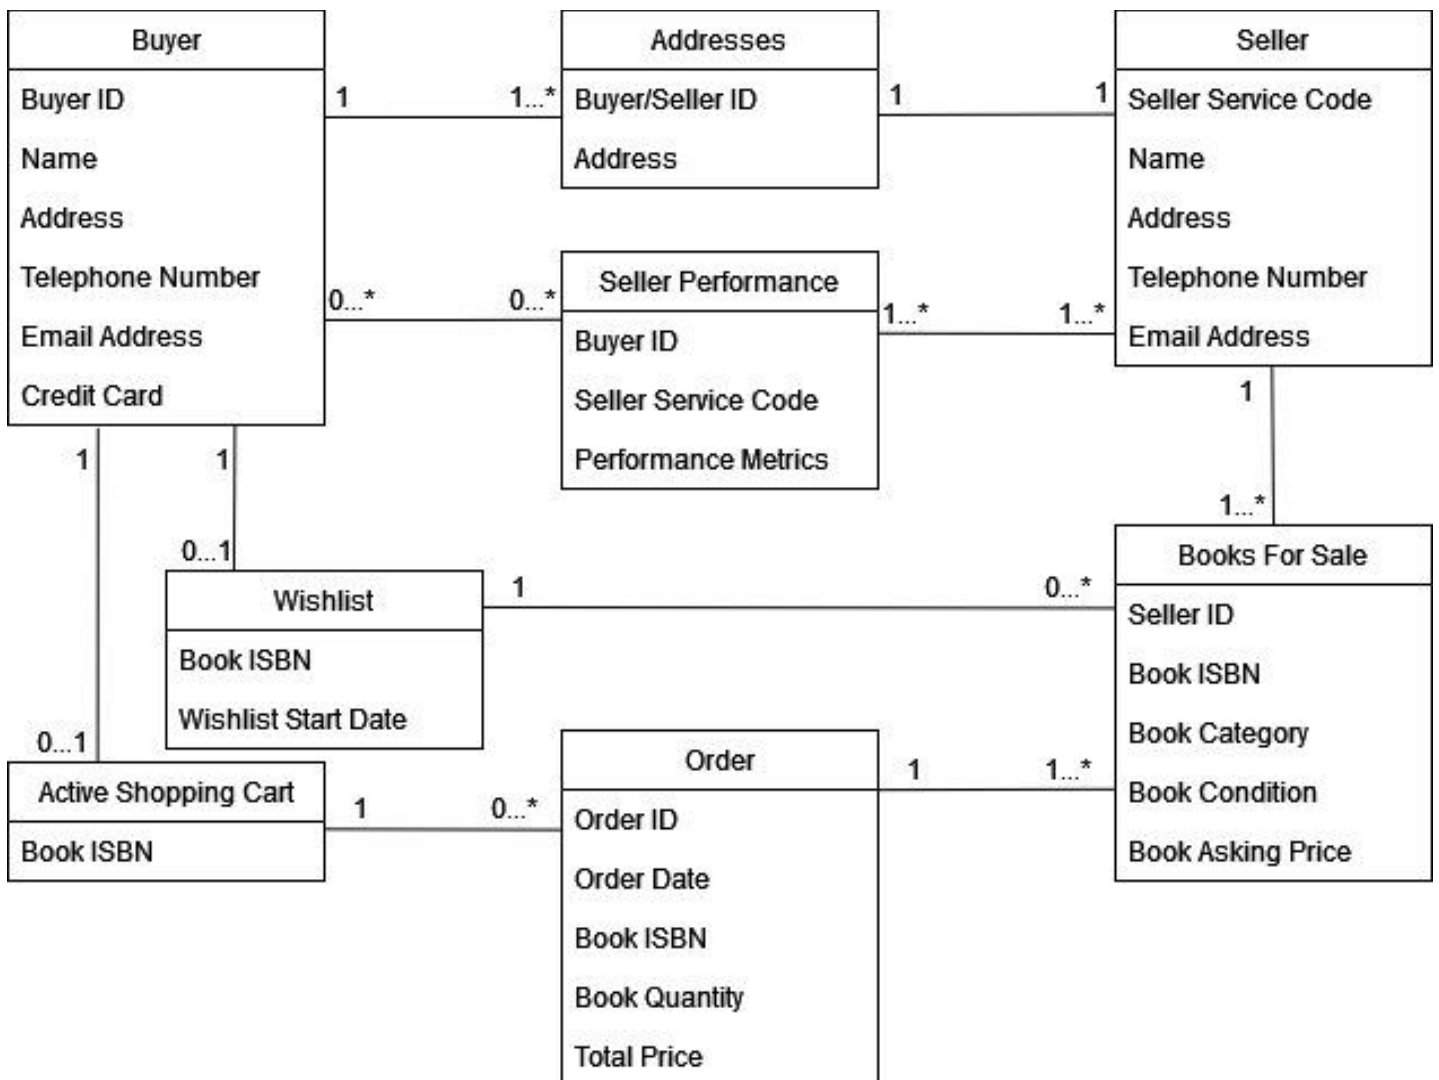 Buyer
Buyer ID
Name
Address
Telephone Number
Email Address
Credit Card
1
1...*
Addresses
Buyer/Seller ID
Address
1
1
Seller
Seller Service Code
Name
Address
Telephone Number
Email Address
0...*
0...*
Seller Performance
Buyer ID
Seller Service Code
Performance Metrics
1...*
1...*
1
1...*
1
1
0...1
Wishlist
Book ISBN
Wishlist Start Date
1
0...*
Books For Sale
Seller ID
Book ISBN
Book Category
Book Condition
Book Asking Price
0...1
Active Shopping Cart
Book ISBN
1
0...*
Order
Order ID
Order Date
Book ISBN
Book Quantity
Total Price
1
1...*